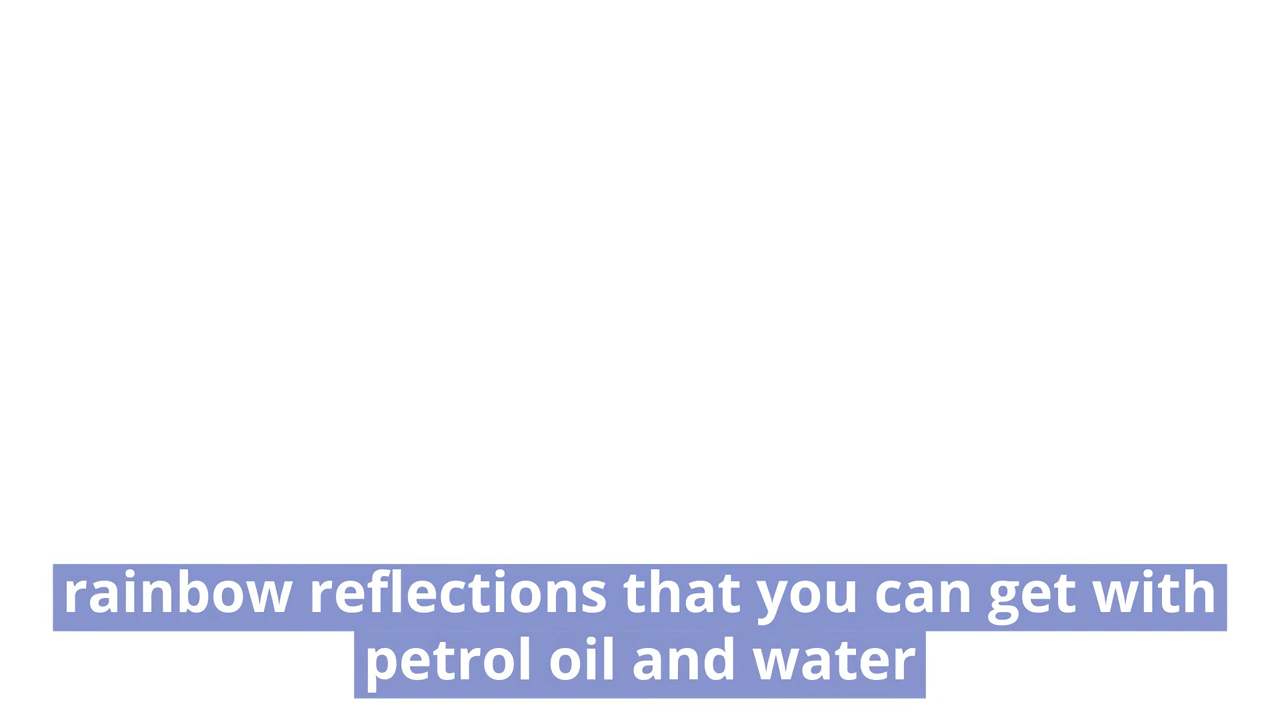 rainbow reflections that you can get with
petrol oil and water